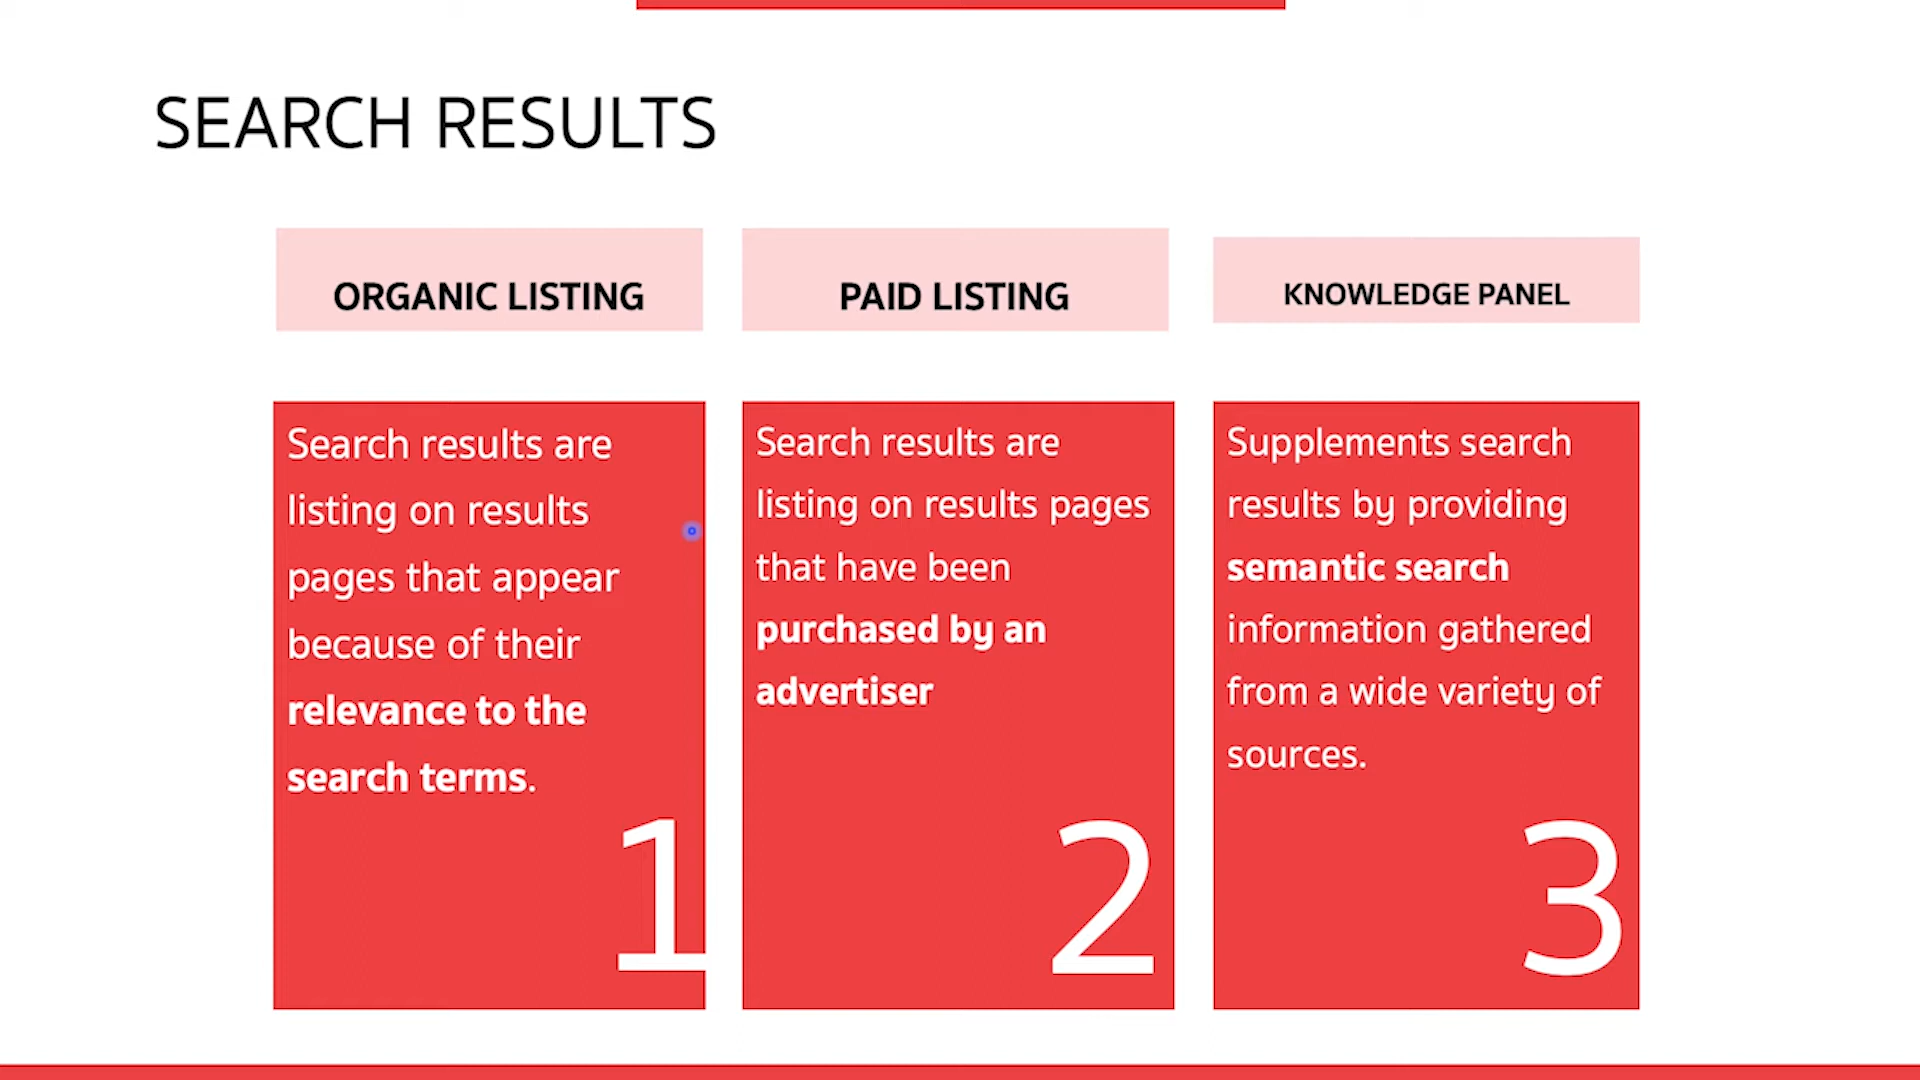 SEARCH RESULTS
ORGANIC LISTING
Search results are
listing on results
pages that appear
because of their
relevance to the
search terms.
1
PAID LISTING
Search results are
listing on results pages
that have been
purchased by an
advertiser
2
KNOWLEDGE PANEL
Supplements search
results by providing
semantic search
information gathered
from a wide variety of
sources.
3